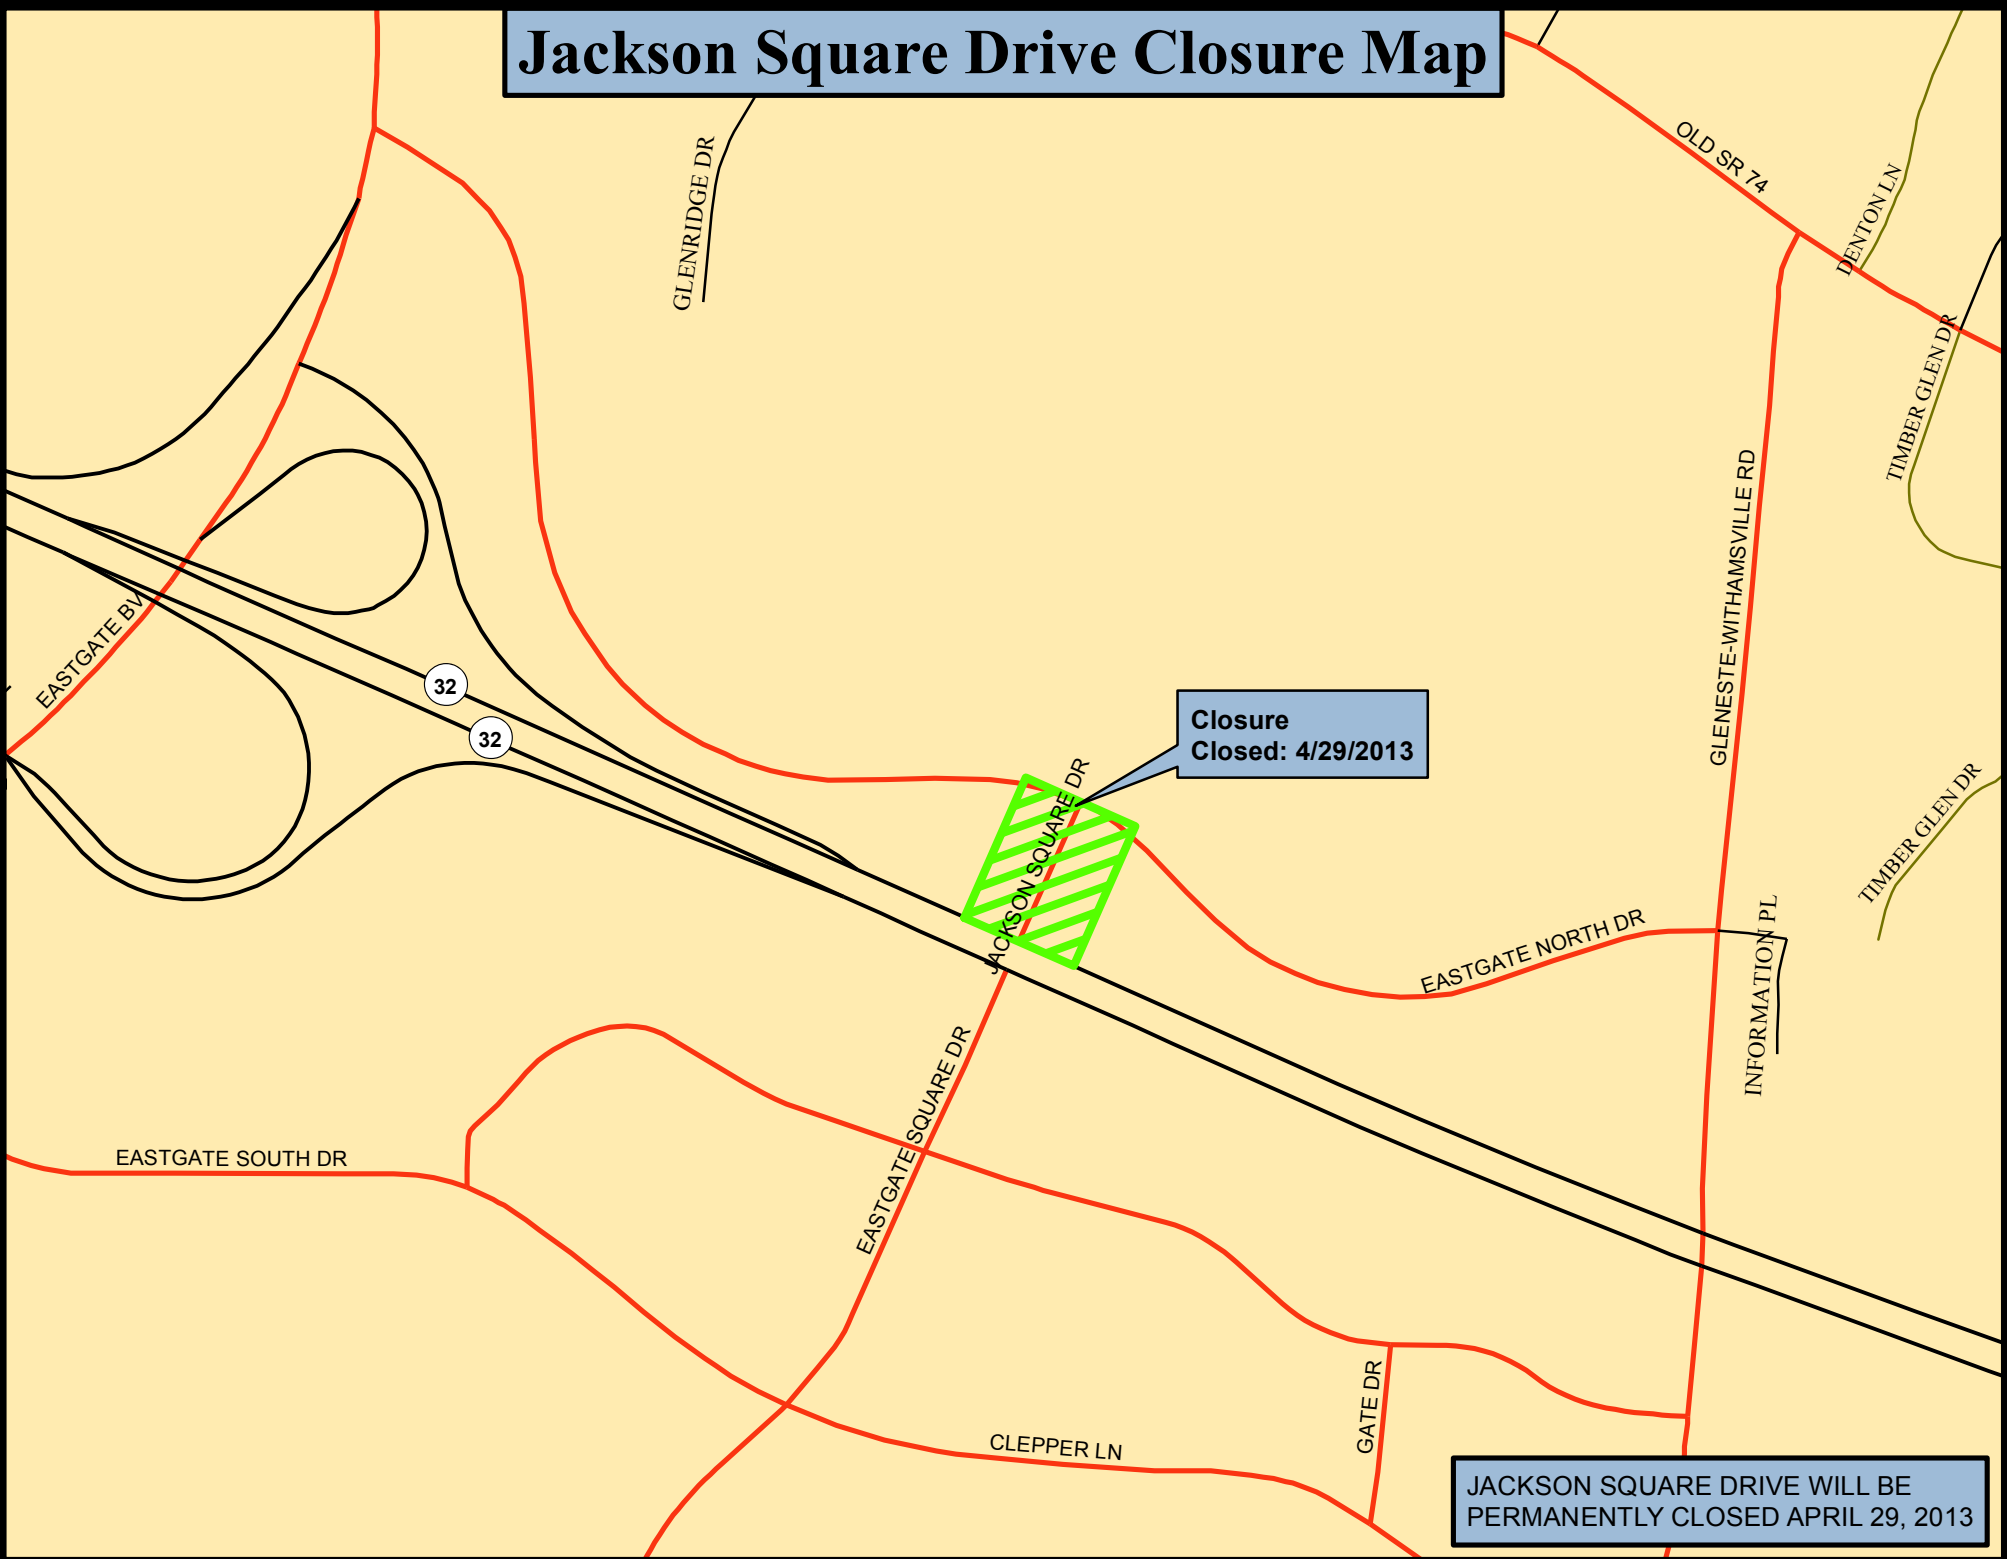 Jackson Square Drive Closure Map
OLD SR 74
GLENRIDGE DR
DENTON LN
TIMBER GLEN DR
GLENESTE-WITHAMSVILLE RD
EASTGATE BV
32
32
Closure
Closed: 4/29/2013
JACKSON SQUARE DR
TIMBER GLEN DR
EASTGATE NORTH DR
INFORMATION PL
EASTGATE SQUARE DR
EASTGATE SOUTH DR
GATE DR
CLEPPER LN
JACKSON SQUARE DRIVE WILL BE
PERMANENTLY CLOSED APRIL 29, 2013